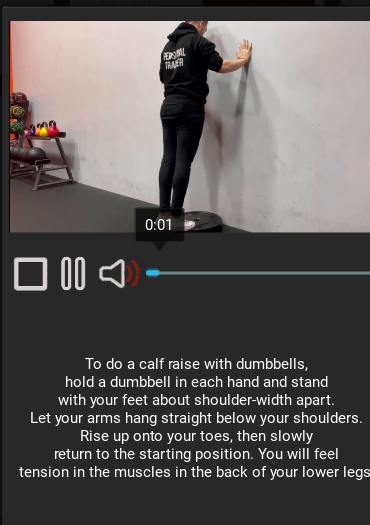 PERSONAL
TRAINER
0:01
To do a calf raise with dumbbells,
hold a dumbbell in each hand and stand
with your feet about shoulder-width apart.
Let your arms hang straight below your shoulders.
Rise up onto your toes, then slowly
return to the starting position. You will feel
tension in the muscles in the back of your lower legs